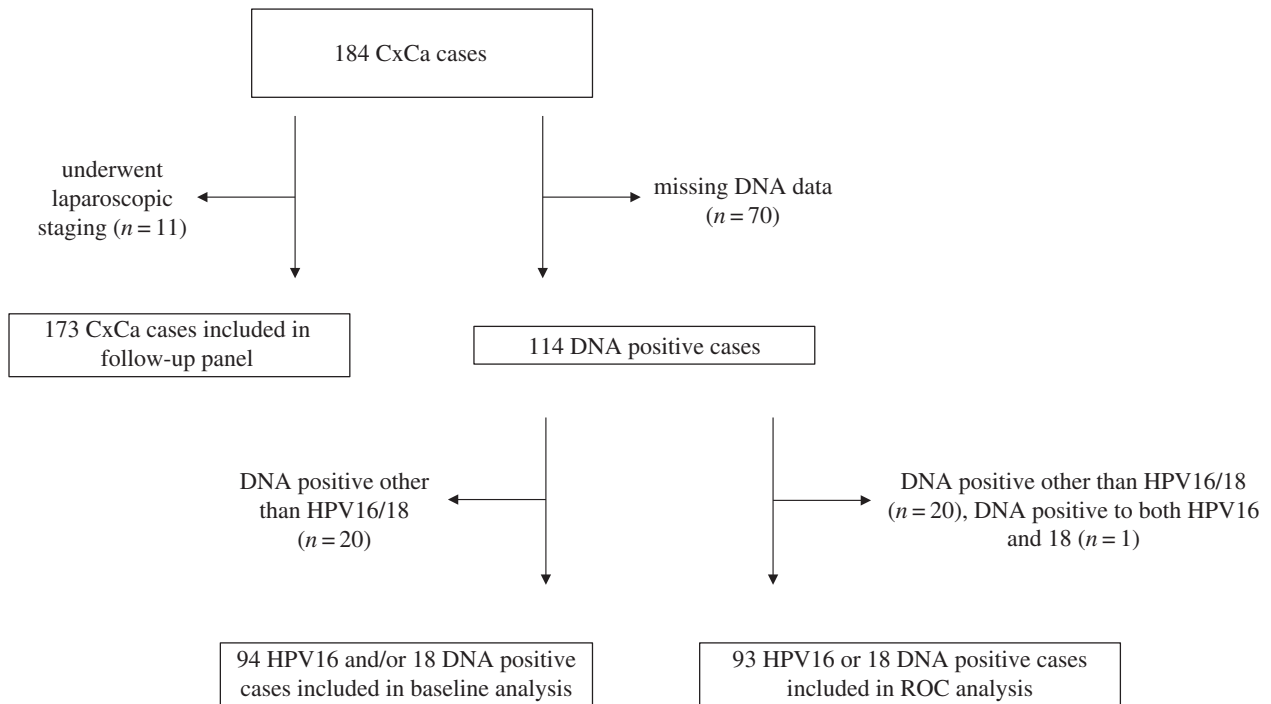 184 CxCa cases
underwent
laparoscopic
staging (n = 11)
missing DNA data
(n = 70)
173 CxCa cases included in
follow-up panel
114 DNA positive cases
DNA positive other
than HPV16/18
(n = 20)
DNA positive other than HPV16/18
(n = 20), DNA positive to both HPV16
and 18 (n = 1)
94 HPV16 and/or 18 DNA positive
cases included in baseline analysis
93 HPV16 or 18 DNA positive cases
included in ROC analysis